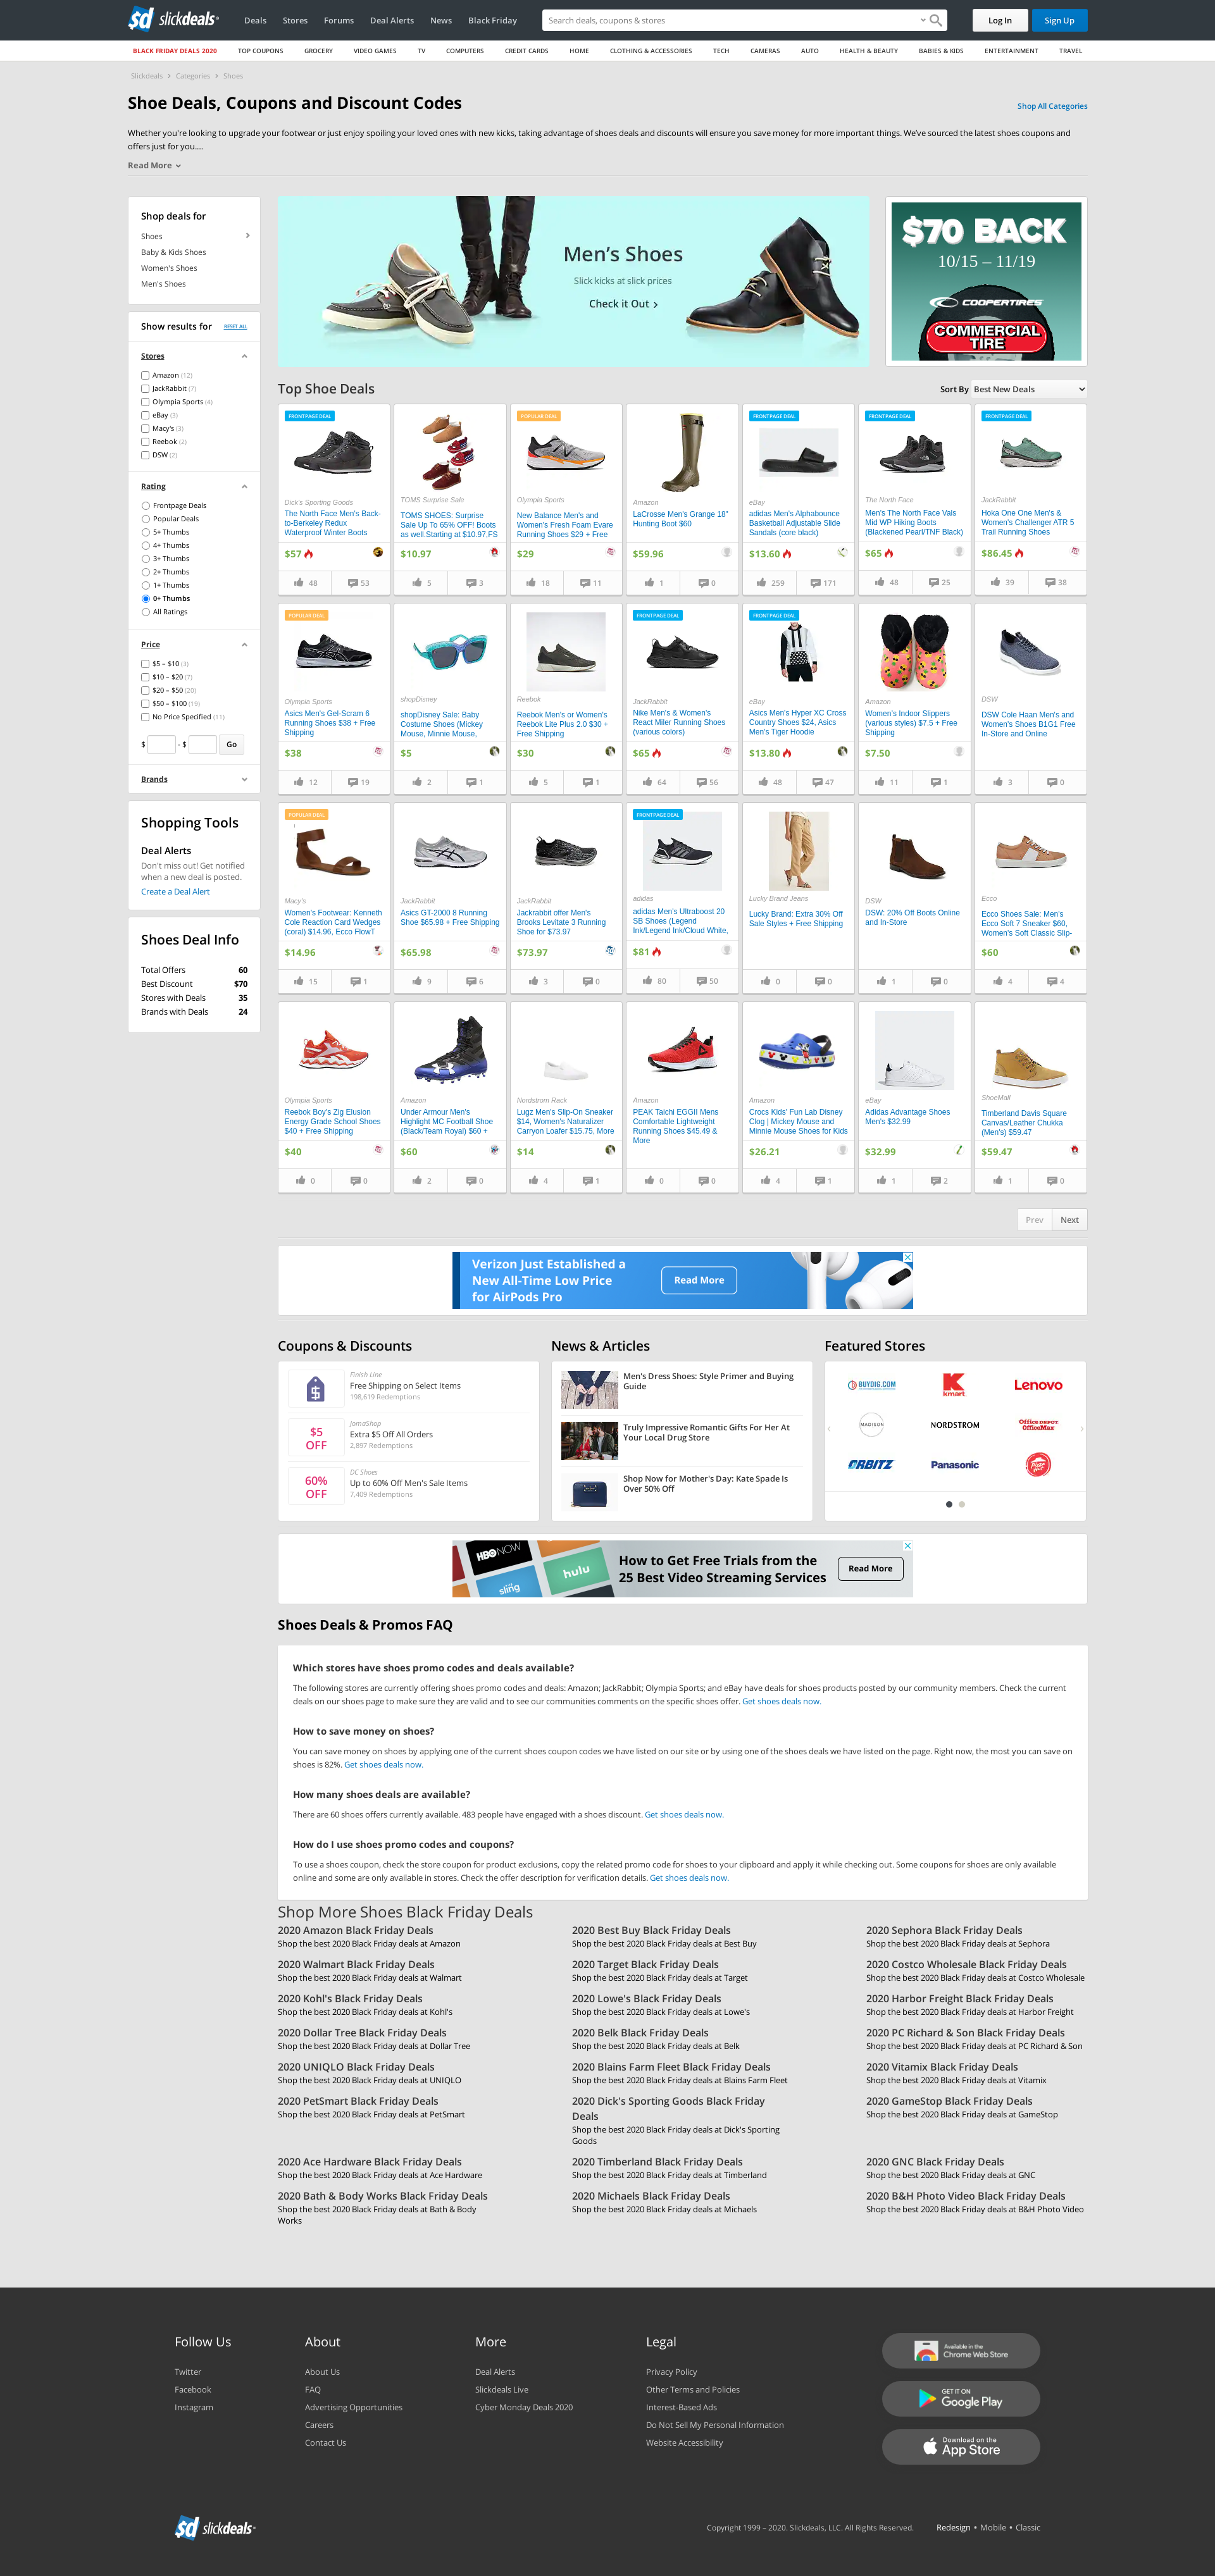 sd slickdeals
Deals Stores Forums Deal Alerts News Black Friday
Search deals, coupons & stores
Log In
Sign Up
BLACK FRIDAY DEALS 2020 TOP COUPONS GROCERY VIDEO GAMES TV COMPUTERS CREDIT CARDS HOME CLOTHING & ACCESSORIES TECH CAMERAS AUTO HEALTH & BEAUTY BABIES & KIDS ENTERTAINMENT TRAVEL
Slickdeals > Categories > Shoes
Shoe Deals, Coupons and Discount Codes
Shop All Categories
Whether you're looking to upgrade your footwear or just enjoy spoiling your loved ones with new kicks, taking advantage of shoes deals and discounts will ensure you save money for more important things. We've sourced the latest shoes coupons and
offers just for you....
Read More
Shop deals for
Shoes
Baby & Kids Shoes
Women's Shoes
Men's Shoes
Show results for RESET ALL
Stores
Amazon (12)
JackRabbit (7)
Olympia Sports (4)
eBay (3)
Macy's (3)
Reebok (2)
DSW (2)
Rating
Frontpage Deals
Popular Deals
5+ Thumbs
4+ Thumbs
3+ Thumbs
2+ Thumbs
1+ Thumbs
0+ Thumbs
All Ratings
Price
$5 – $10 (3)
$10 – $20 (7)
$20 – $50 (20)
$50 – $100 (19)
No Price Specified (11)
$ - $ Go
Brands
Shopping Tools
Deal Alerts
Don't miss out! Get notified
when a new deal is posted.
Create a Deal Alert
Shoes Deal Info
Total Offers 60
Best Discount $70
Stores with Deals 35
Brands with Deals 24
Men's Shoes
Slick kicks at slick prices
Check it Out >
$70 BACK
10/15 – 11/19
COOPERTIRES
COMMERCIAL
TIRE
Top Shoe Deals
Sort By Best New Deals
FRONTPAGE DEAL
Dick's Sporting Goods
The North Face Men's Back-
to-Berkeley Redux
Waterproof Winter Boots
$57
48 53
TOMS Surprise Sale
TOMS SHOES: Surprise
Sale Up To 65% OFF! Boots
as well.Starting at $10.97,FS
$10.97
5 3
POPULAR DEAL
Olympia Sports
New Balance Men's and
Women's Fresh Foam Evare
Running Shoes $29 + Free
$29
18 11
Amazon
LaCrosse Men's Grange 18"
Hunting Boot $60
$59.96
1 0
FRONTPAGE DEAL
eBay
adidas Men's Alphabounce
Basketball Adjustable Slide
Sandals (core black)
$13.60
259 171
FRONTPAGE DEAL
The North Face
Men's The North Face Vals
Mid WP Hiking Boots
(Blackened Pearl/TNF Black)
$65
48 25
FRONTPAGE DEAL
JackRabbit
Hoka One One Men's &
Women's Challenger ATR 5
Trail Running Shoes
$86.45
39 38
POPULAR DEAL
Olympia Sports
Asics Men's Gel-Scram 6
Running Shoes $38 + Free
Shipping
$38
12 19
shopDisney
shopDisney Sale: Baby
Costume Shoes (Mickey
Mouse, Minnie Mouse,
$5
2 1
Reebok
Reebok Men's or Women's
Reebok Lite Plus 2.0 $30 +
Free Shipping
$30
5 1
FRONTPAGE DEAL
JackRabbit
Nike Men's & Women's
React Miler Running Shoes
(various colors)
$65
64 56
FRONTPAGE DEAL
eBay
Asics Men's Hyper XC Cross
Country Shoes $24, Asics
Men's Tiger Hoodie
$13.80
48 47
Amazon
Women's Indoor Slippers
(various styles) $7.5 + Free
Shipping
$7.50
11 1
DSW
DSW Cole Haan Men's and
Women's Shoes B1G1 Free
In-Store and Online
3 0
POPULAR DEAL
Macy's
Women's Footwear: Kenneth
Cole Reaction Card Wedges
(coral) $14.96, Ecco FlowT
$14.96
15 1
JackRabbit
Asics GT-2000 8 Running
Shoe $65.98 + Free Shipping
$65.98
9 6
JackRabbit
Jackrabbit offer Men's
Brooks Levitate 3 Running
Shoe for $73.97
$73.97
3 0
FRONTPAGE DEAL
adidas
adidas Men's Ultraboost 20
SB Shoes (Legend
Ink/Legend Ink/Cloud White,
$81
80 50
Lucky Brand Jeans
Lucky Brand: Extra 30% Off
Sale Styles + Free Shipping
0 0
DSW
DSW: 20% Off Boots Online
and In-Store
1 0
Ecco
Ecco Shoes Sale: Men's
Ecco Soft 7 Sneaker $60,
Women's Soft Classic Slip-
$60
4 4
Olympia Sports
Reebok Boy's Zig Elusion
Energy Grade School Shoes
$40 + Free Shipping
$40
0 0
Amazon
Under Armour Men's
Highlight MC Football Shoe
(Black/Team Royal) $60 +
$60
2 0
Nordstrom Rack
Lugz Men's Slip-On Sneaker
$14, Women's Naturalizer
Carryon Loafer $15.75, More
$14
4 1
Amazon
PEAK Taichi EGGII Mens
Comfortable Lightweight
Running Shoes $45.49 &
More
0 0
Amazon
Crocs Kids' Fun Lab Disney
Clog | Mickey Mouse and
Minnie Mouse Shoes for Kids
$26.21
4 1
eBay
Adidas Advantage Shoes
Men's $32.99
$32.99
1 2
ShoeMall
Timberland Davis Square
Canvas/Leather Chukka
(Men's) $59.47
$59.47
1 0
Prev Next
Verizon Just Established a
New All-Time Low Price
for AirPods Pro
Read More
Coupons & Discounts
Finish Line
Free Shipping on Select Items
198,619 Redemptions
$5
OFF
JomaShop
Extra $5 Off All Orders
2,897 Redemptions
60%
OFF
DC Shoes
Up to 60% Off Men's Sale Items
7,409 Redemptions
News & Articles
Men's Dress Shoes: Style Primer and Buying
Guide
Truly Impressive Romantic Gifts For Her At
Your Local Drug Store
Shop Now for Mother's Day: Kate Spade Is
Over 50% Off
Featured Stores
BUYDIG.COM
kmart
Lenovo
MADISON
NORDSTROM
Office DEPOT
OfficeMax
ORBITZ
Panasonic
Pizza Hut
HBO NOW
sling
hulu
How to Get Free Trials from the
25 Best Video Streaming Services
Read More
Shoes Deals & Promos FAQ
Which stores have shoes promo codes and deals available?
The following stores are currently offering shoes promo codes and deals: Amazon; JackRabbit; Olympia Sports; and eBay have deals for shoes products posted by our community members. Check the current
deals on our shoes page to make sure they are valid and to see our communities comments on the specific shoes offer. Get shoes deals now.
How to save money on shoes?
You can save money on shoes by applying one of the current shoes coupon codes we have listed on our site or by using one of the shoes deals we have listed on the page. Right now, the most you can save on
shoes is 82%. Get shoes deals now.
How many shoes deals are available?
There are 60 shoes offers currently available. 483 people have engaged with a shoes discount. Get shoes deals now.
How do I use shoes promo codes and coupons?
To use a shoes coupon, check the store coupon for product exclusions, copy the related promo code for shoes to your clipboard and apply it while checking out. Some coupons for shoes are only available
online and some are only available in stores. Check the offer description for verification details. Get shoes deals now.
Shop More Shoes Black Friday Deals
2020 Amazon Black Friday Deals
Shop the best 2020 Black Friday deals at Amazon
2020 Best Buy Black Friday Deals
Shop the best 2020 Black Friday deals at Best Buy
2020 Sephora Black Friday Deals
Shop the best 2020 Black Friday deals at Sephora
2020 Walmart Black Friday Deals
Shop the best 2020 Black Friday deals at Walmart
2020 Target Black Friday Deals
Shop the best 2020 Black Friday deals at Target
2020 Costco Wholesale Black Friday Deals
Shop the best 2020 Black Friday deals at Costco Wholesale
2020 Kohl's Black Friday Deals
Shop the best 2020 Black Friday deals at Kohl's
2020 Lowe's Black Friday Deals
Shop the best 2020 Black Friday deals at Lowe's
2020 Harbor Freight Black Friday Deals
Shop the best 2020 Black Friday deals at Harbor Freight
2020 Dollar Tree Black Friday Deals
Shop the best 2020 Black Friday deals at Dollar Tree
2020 Belk Black Friday Deals
Shop the best 2020 Black Friday deals at Belk
2020 PC Richard & Son Black Friday Deals
Shop the best 2020 Black Friday deals at PC Richard & Son
2020 UNIQLO Black Friday Deals
Shop the best 2020 Black Friday deals at UNIQLO
2020 Blains Farm Fleet Black Friday Deals
Shop the best 2020 Black Friday deals at Blains Farm Fleet
2020 Vitamix Black Friday Deals
Shop the best 2020 Black Friday deals at Vitamix
2020 PetSmart Black Friday Deals
Shop the best 2020 Black Friday deals at PetSmart
2020 Dick's Sporting Goods Black Friday
Deals
Shop the best 2020 Black Friday deals at Dick's Sporting
Goods
2020 GameStop Black Friday Deals
Shop the best 2020 Black Friday deals at GameStop
2020 Ace Hardware Black Friday Deals
Shop the best 2020 Black Friday deals at Ace Hardware
2020 Timberland Black Friday Deals
Shop the best 2020 Black Friday deals at Timberland
2020 GNC Black Friday Deals
Shop the best 2020 Black Friday deals at GNC
2020 Bath & Body Works Black Friday Deals
Shop the best 2020 Black Friday deals at Bath & Body
Works
2020 Michaels Black Friday Deals
Shop the best 2020 Black Friday deals at Michaels
2020 B&H Photo Video Black Friday Deals
Shop the best 2020 Black Friday deals at B&H Photo Video
Follow Us
Twitter
Facebook
Instagram
About
About Us
FAQ
Advertising Opportunities
Careers
Contact Us
More
Deal Alerts
Slickdeals Live
Cyber Monday Deals 2020
Legal
Privacy Policy
Other Terms and Policies
Interest-Based Ads
Do Not Sell My Personal Information
Website Accessibility
Available in the
Chrome Web Store
GET IT ON
Google Play
Download on the
App Store
sd slickdeals
Copyright 1999 – 2020. Slickdeals, LLC. All Rights Reserved.
Redesign • Mobile • Classic